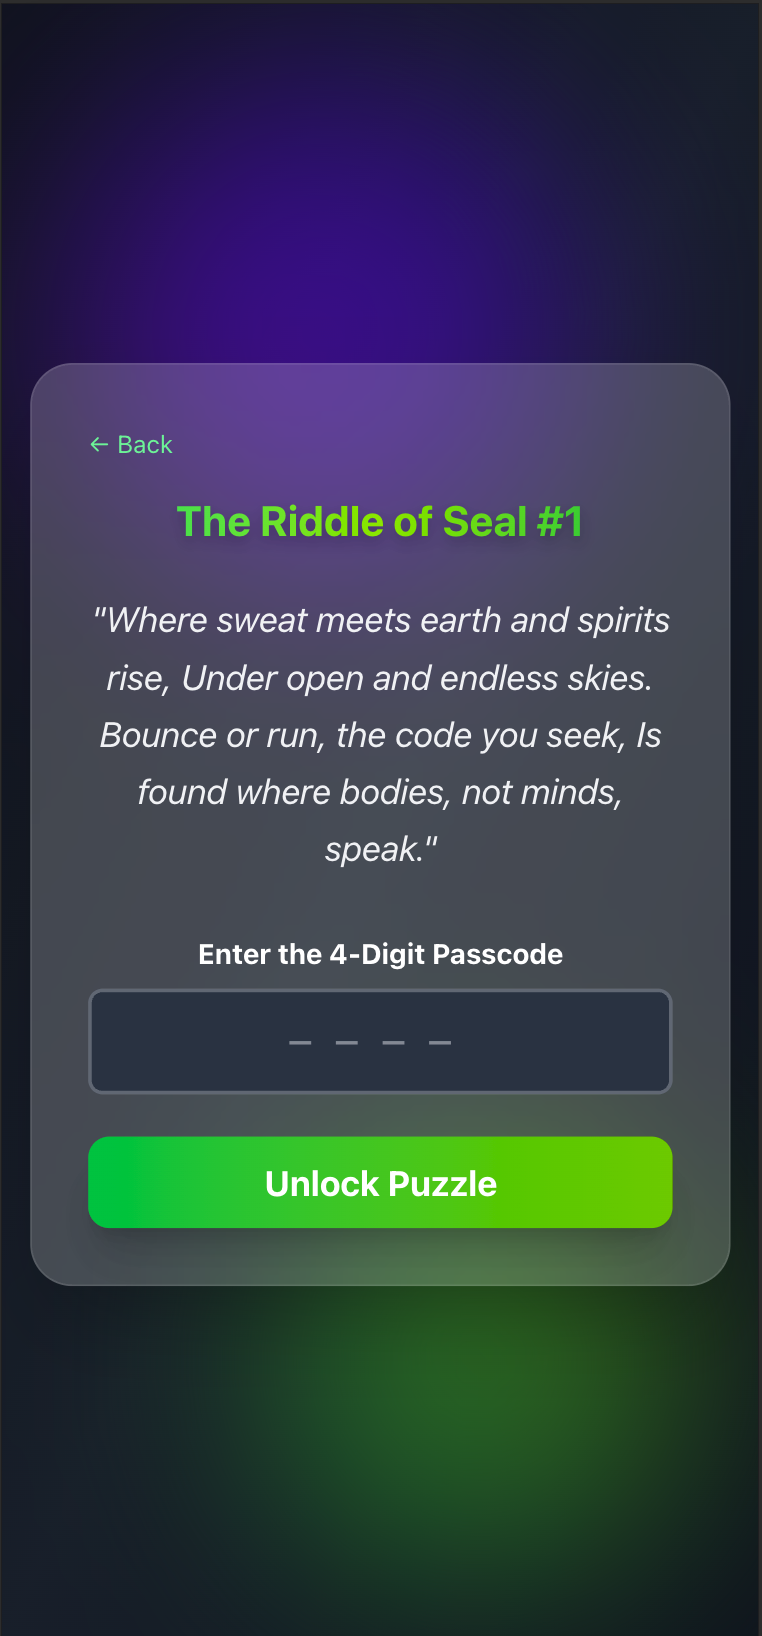 ← Back
The Riddle of Seal #1
"Where sweat meets earth and spirits
rise, Under open and endless skies.
Bounce or run, the code you seek, Is
found where bodies, not minds,
speak."
Enter the 4-Digit Passcode
_ _ _ _
Unlock Puzzle